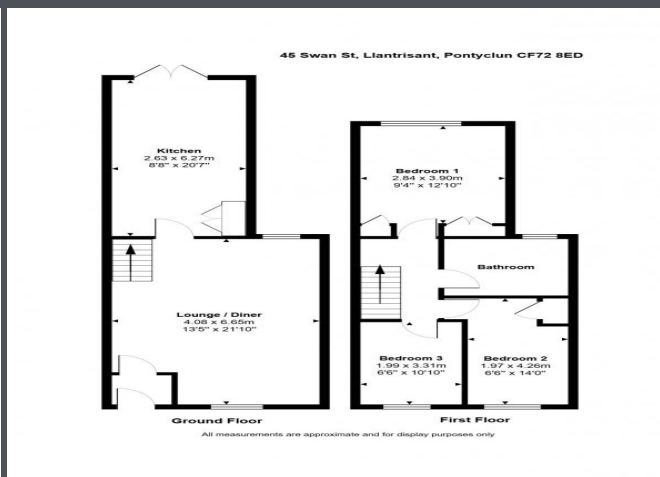 45 Swan St, Llantrisant, Pontyclun CF72 8ED
Kitchen
2.63 x 6.27m
8'8" x 20'7"
Lounge / Diner
4.08 x 6.65m
13'5" x 21'10"
Ground Floor
Bedroom 1
2.84 x 3.90m
9'4" x 12'10"
Bathroom
Bedroom 3
1.99 x 3.31m
6'6" x 10'10"
Bedroom 2
1.97 x 4.26m
6'6" x 14'0"
First Floor
All measurements are approximate and for display purposes only